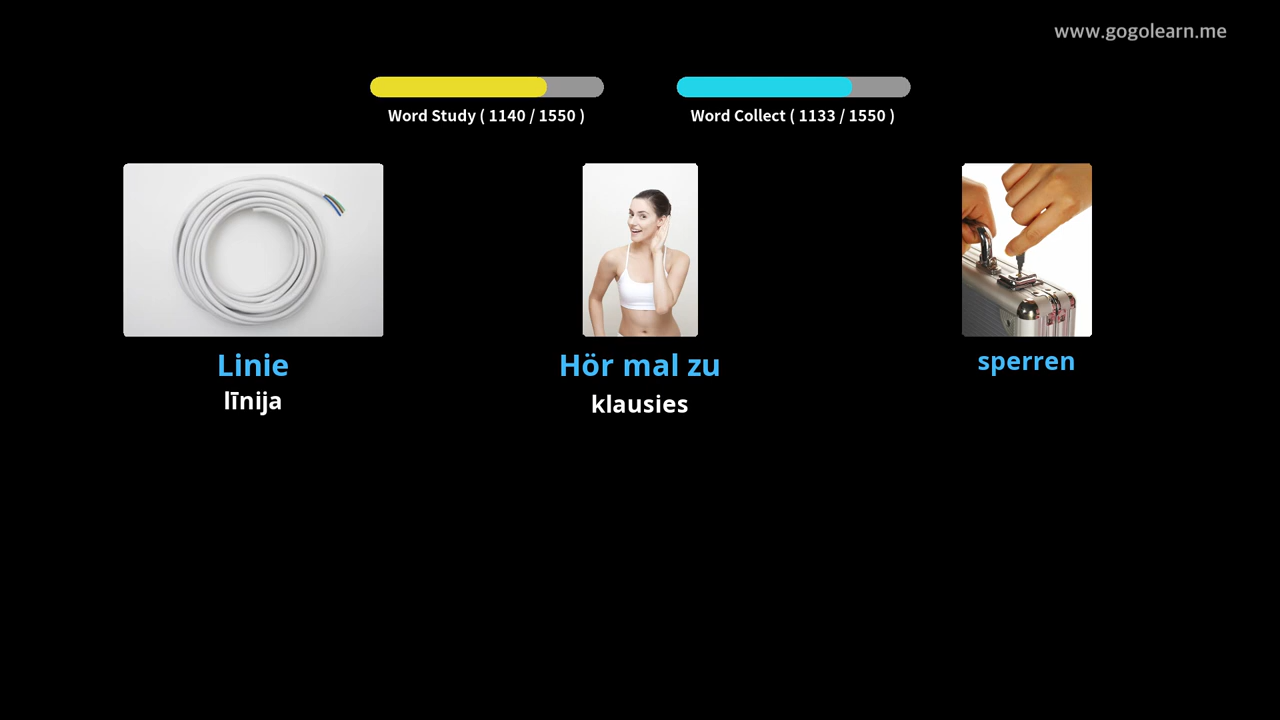 www.gogolearn.me
Word Study ( 1140 / 1550 )
Word Collect ( 1133 / 1550 )
Linie
līnija
Hör mal zu
klausies
sperren